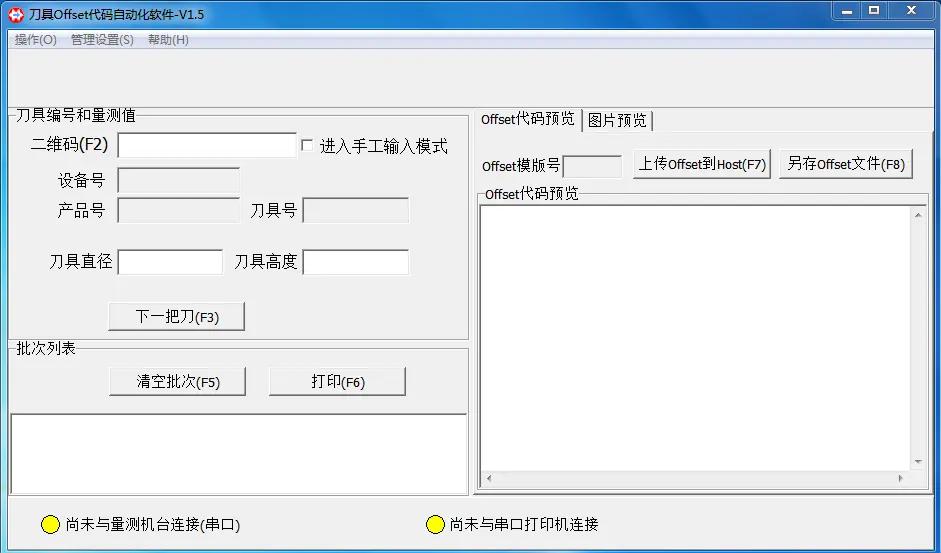 刀具Offset代码自动化软件-V1.5
操作(O) 管理设置(S) 帮助(H)
刀具编号和量测值
二维码(F2) 进入手工输入模式
设备号
产品号 刀具号
刀具直径 刀具高度
下一把刀(F3)
批次列表
清空批次(F5) 打印(F6)
Offset代码预览 图片预览
Offset模版号 上传Offset到Host(F7) 另存Offset文件(F8)
Offset代码预览
尚未与量测机台连接(串口) 尚未与串口打印机连接